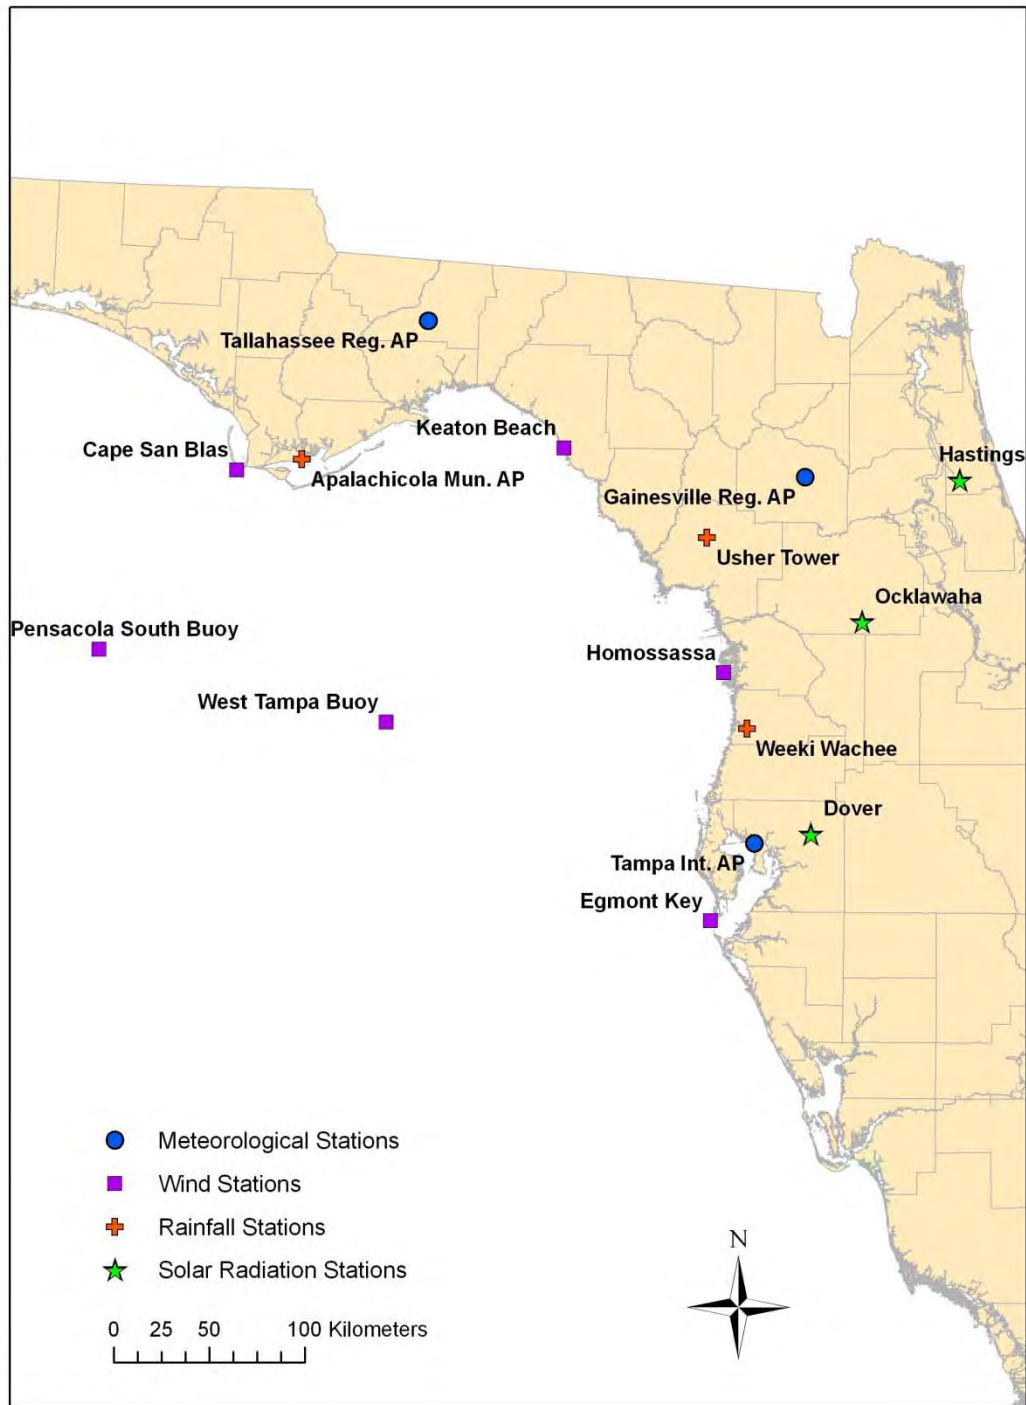 Tallahassee Reg. AP
Keaton Beach
Cape San Blas
Hastings
Apalachicola Mun. AP
Gainesville Reg. AP
Usher Tower
Ocklawaha
Pensacola South Buoy
Homossassa
West Tampa Buoy
Weeki Wachee
Dover
Tampa Int. AP
Egmont Key
Meteorological Stations
Wind Stations
Rainfall Stations
Solar Radiation Stations
N
0 25 50 100 Kilometers